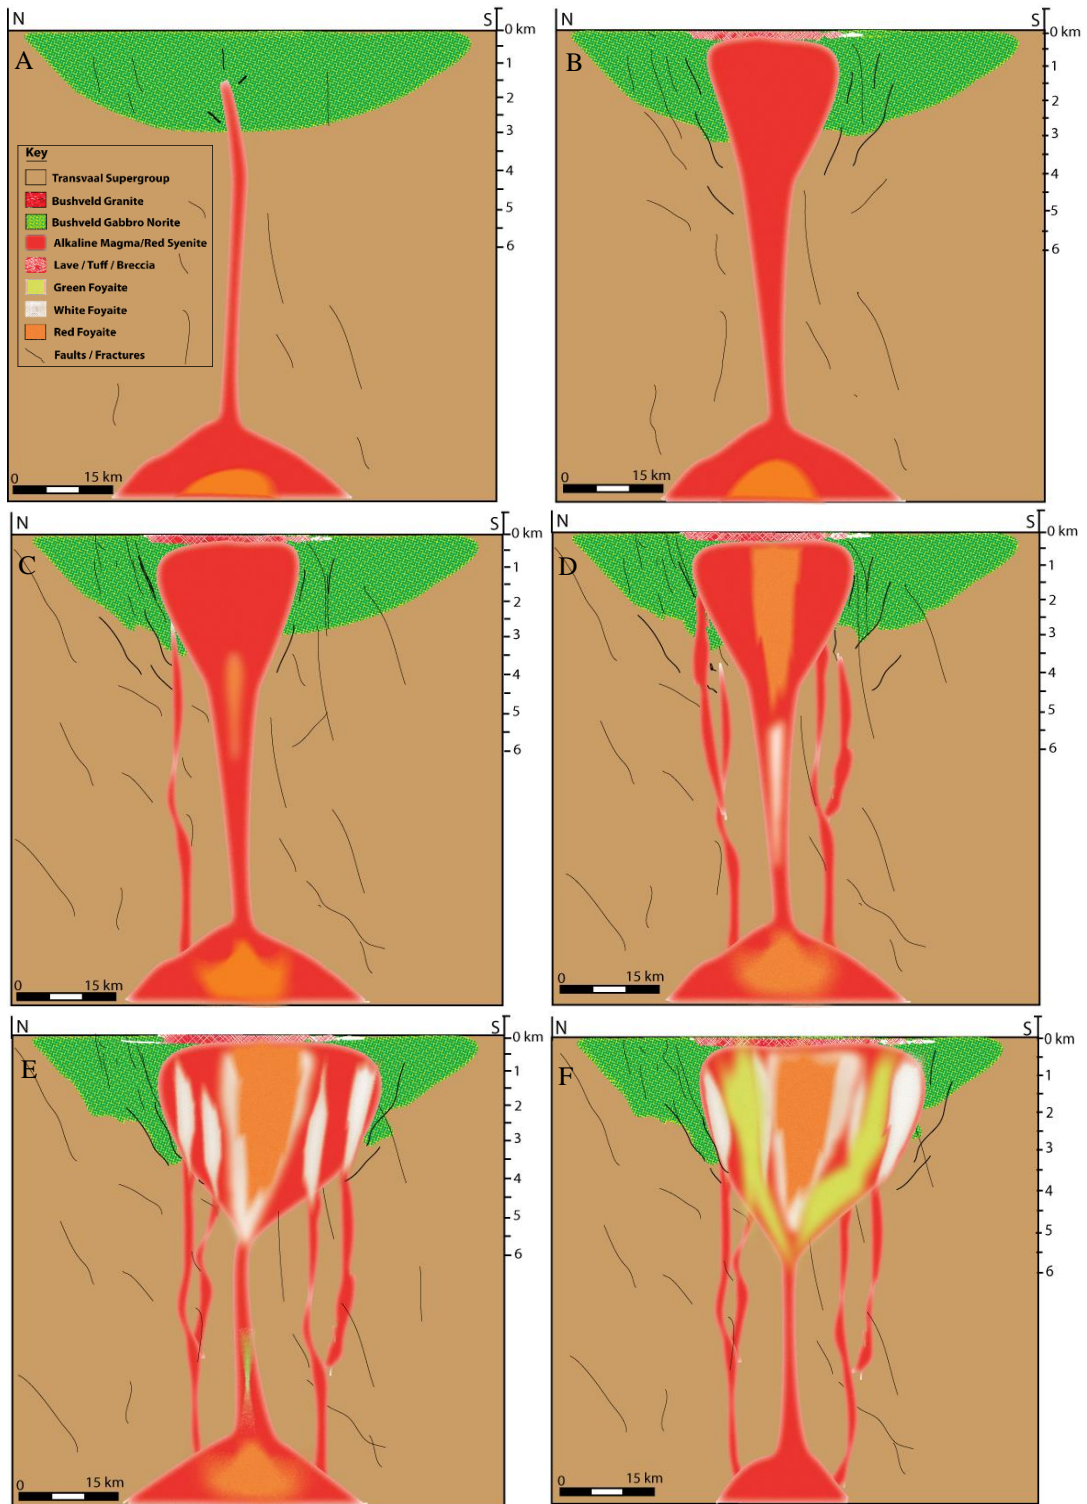 N S
0 km
A
1
2
3
4
5
6
Key
Transvaal Supergroup
Bushveld Granite
Bushveld Gabbro Norite
Alkaline Magma/Red Syenite
Lave / Tuff / Breccia
Green Foyaite
White Foyaite
Red Foyaite
Faults / Fractures
0 15 km
N S
0 km
B
1
2
3
4
5
6
0 15 km
N S
0 km
C
1
2
3
4
5
6
0 15 km
N S
0 km
D
1
2
3
4
5
6
0 15 km
N S
0 km
E
1
2
3
4
5
6
0 15 km
N S
0 km
F
1
2
3
4
5
6
0 15 km